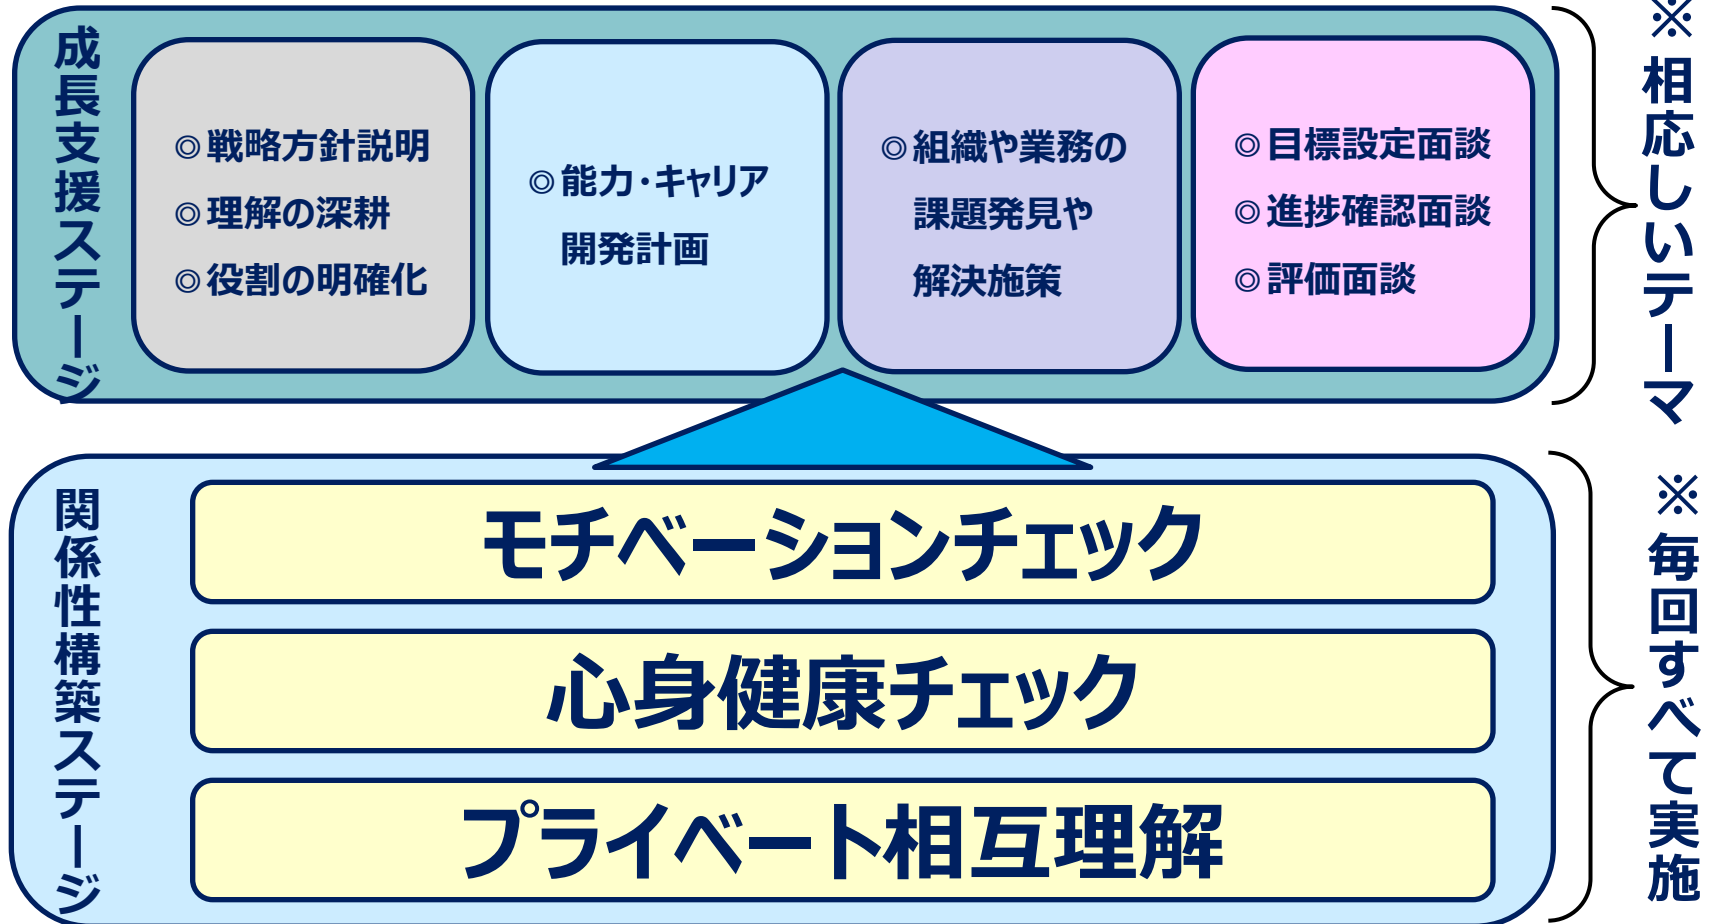 成長支援ステージ
◎戦略方針説明
◎理解の深耕
◎役割の明確化
◎能力・キャリア
開発計画
◎組織や業務の
課題発見や
解決施策
◎目標設定面談
◎進捗確認面談
◎評価面談
※相応しいテーマ
関係性構築ステージ
モチベーションチェック
心身健康チェック
プライベート相互理解
※毎回すべて実施